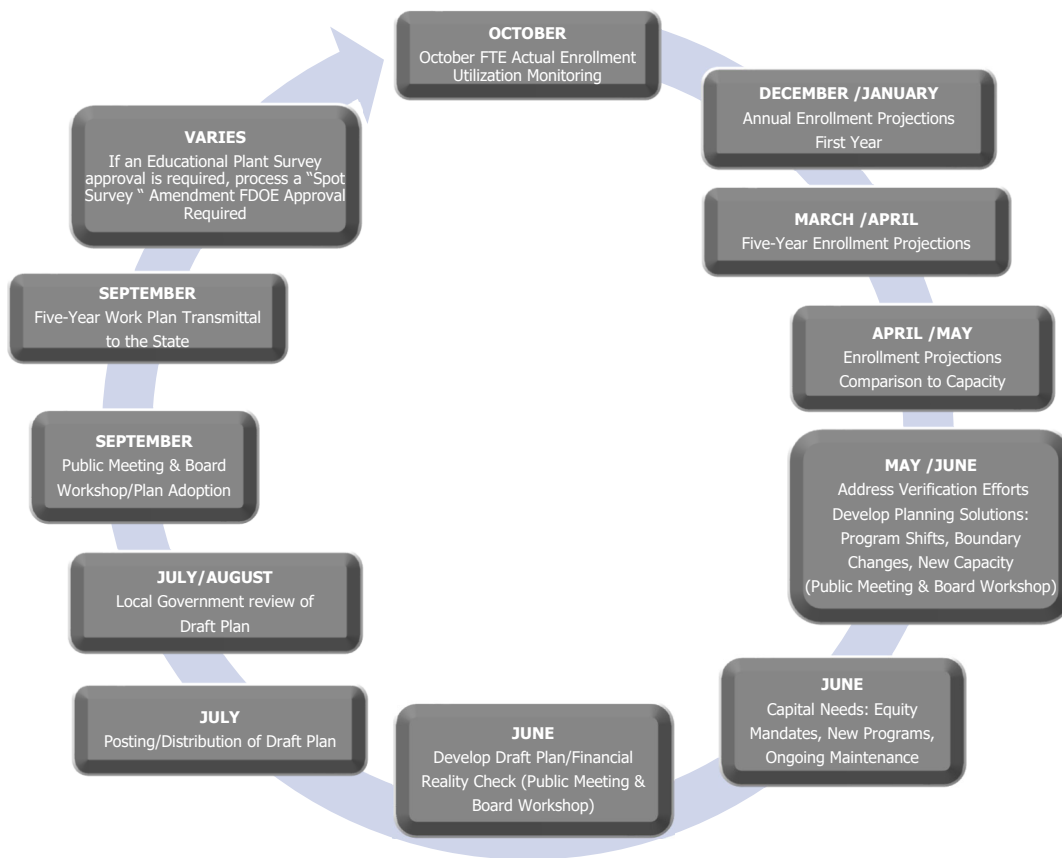 OCTOBER
October FTE Actual Enrollment
Utilization Monitoring
DECEMBER /JANUARY
Annual Enrollment Projections
First Year
MARCH /APRIL
Five-Year Enrollment Projections
APRIL /MAY
Enrollment Projections
Comparison to Capacity
MAY /JUNE
Address Verification Efforts
Develop Planning Solutions:
Program Shifts, Boundary
Changes, New Capacity
(Public Meeting & Board Workshop)
JUNE
Capital Needs: Equity
Mandates, New Programs,
Ongoing Maintenance
JUNE
Develop Draft Plan/Financial
Reality Check (Public Meeting &
Board Workshop)
JULY
Posting/Distribution of Draft Plan
JULY/AUGUST
Local Government review of
Draft Plan
SEPTEMBER
Public Meeting & Board
Workshop/Plan Adoption
SEPTEMBER
Five-Year Work Plan Transmittal
to the State
VARIES
If an Educational Plant Survey
approval is required, process a “Spot
Survey “ Amendment FDOE Approval
Required